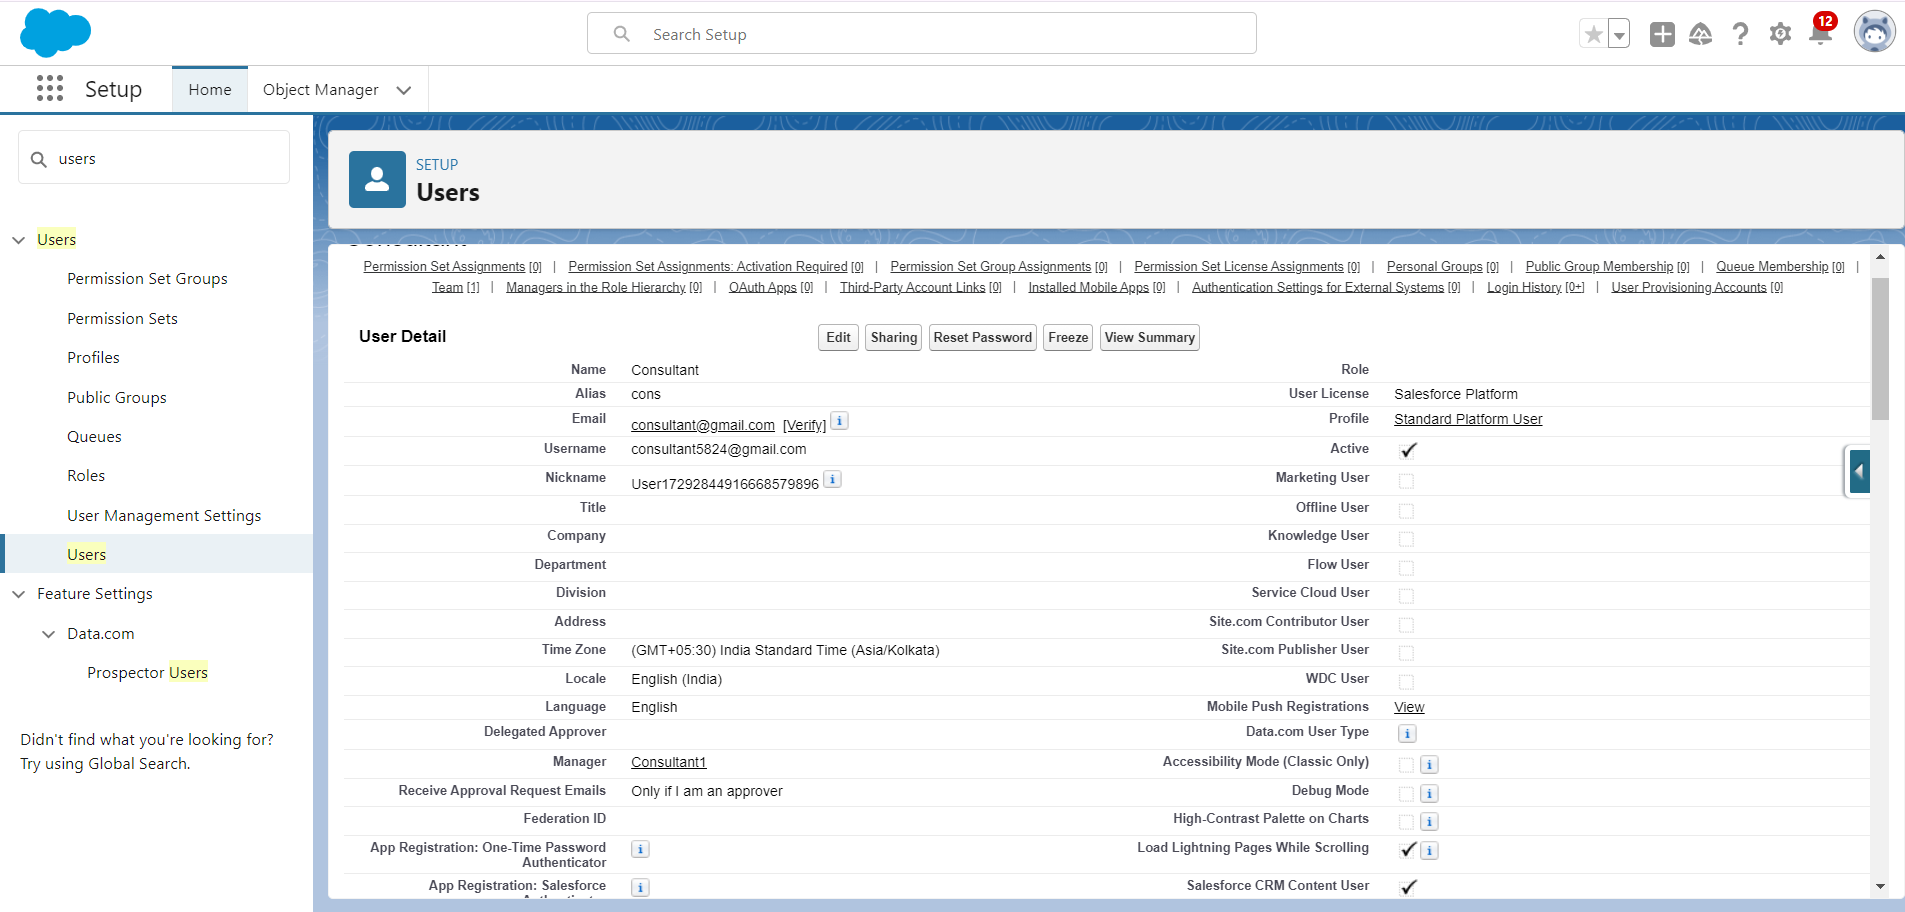 Search Setup
12
Setup
Home
Object Manager
users
Users
Permission Set Groups
Permission Sets
Profiles
Public Groups
Queues
Roles
User Management Settings
Users
Feature Settings
Data.com
Prospector Users
Didn't find what you're looking for?
Try using Global Search.
SETUP
Users
Consultant
Permission Set Assignments [0] | Permission Set Assignments: Activation Required [0] | Permission Set Group Assignments [0] | Permission Set License Assignments [0] | Personal Groups [0] | Public Group Membership [0] | Queue Membership [0] |
Team [1] | Managers in the Role Hierarchy [0] | OAuth Apps [0] | Third-Party Account Links [0] | Installed Mobile Apps [0] | Authentication Settings for External Systems [0] | Login History [0+] | User Provisioning Accounts [0]
User Detail
Edit Sharing Reset Password Freeze View Summary
Name Consultant Role
Alias cons User License Salesforce Platform
Email consultant@gmail.com [Verify] i Profile Standard Platform User
Username consultant5824@gmail.com Active
Nickname User17292844916668579896 i Marketing User
Title Offline User
Company Knowledge User
Department Flow User
Division Service Cloud User
Address Site.com Contributor User
Time Zone (GMT+05:30) India Standard Time (Asia/Kolkata) Site.com Publisher User
Locale English (India) WDC User
Language English Mobile Push Registrations View
Delegated Approver Data.com User Type i
Manager Consultant1 Accessibility Mode (Classic Only) i
Receive Approval Request Emails Only if I am an approver Debug Mode i
Federation ID High-Contrast Palette on Charts i
App Registration: One-Time Password i Load Lightning Pages While Scrolling i
Authenticator
App Registration: Salesforce i Salesforce CRM Content User